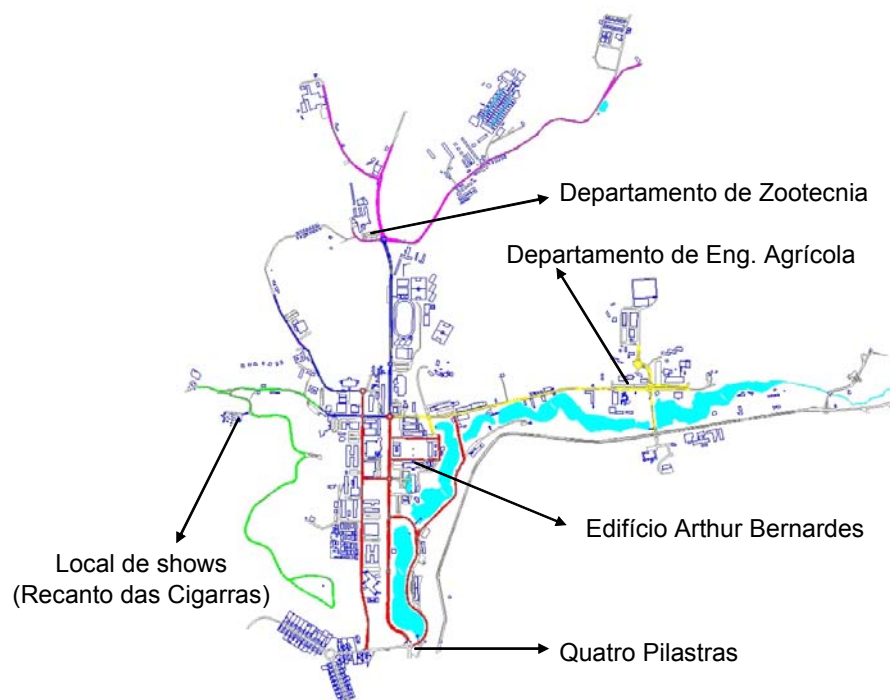 Departamento de Zootecnia
Departamento de Eng. Agrícola
Edifício Arthur Bernardes
Local de shows
(Recanto das Cigarras)
Quatro Pilastras